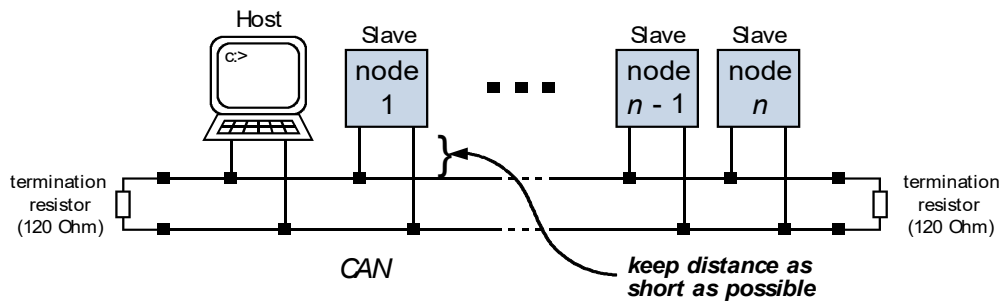 Host
c:>
Slave
node
1
Slave
node
n - 1
Slave
node
n
termination
resistor
(120 Ohm)
termination
resistor
(120 Ohm)
CAN
keep distance as
short as possible